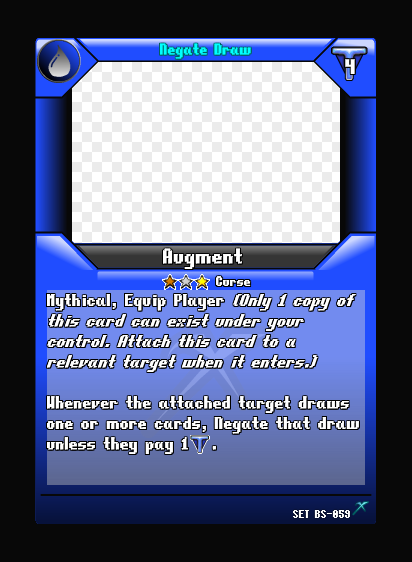 Negate Draw
4
Augment
Curse
Mythical, Equip Player (Only 1 copy of
this card can exist under your
control. Attach this card to a
relevant target when it enters.)
Whenever the attached target draws
one or more cards, Negate that draw
unless they pay 1.
SET BS-059